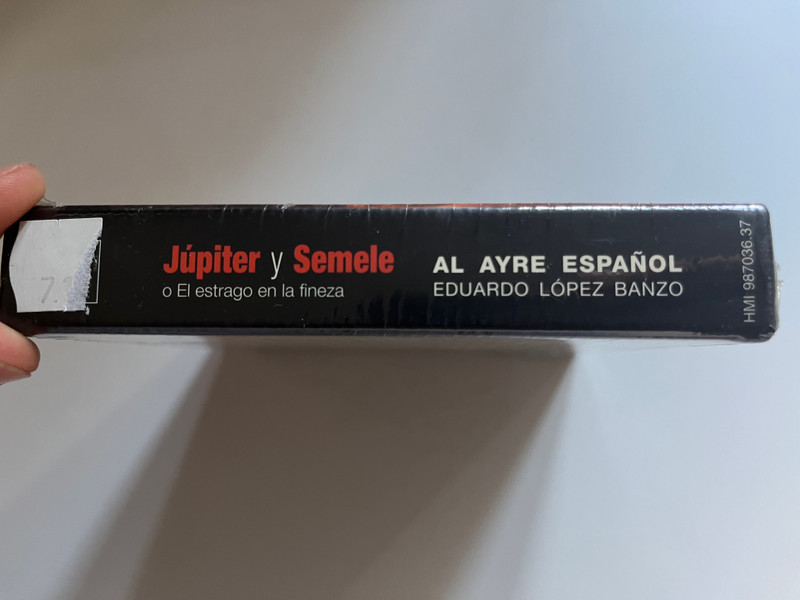 Júpiter y Semele
o El estrago en la fineza
AL AYRE ESPAÑOL
EDUARDO LÓPEZ BANZO
HMI 987036.37